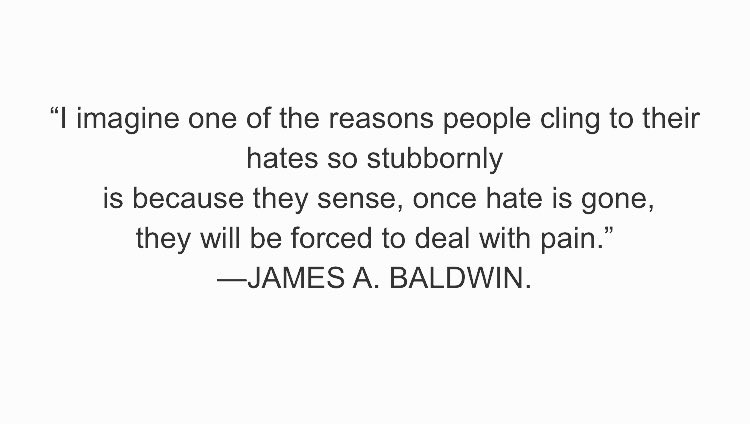 “I imagine one of the reasons people cling to their
hates so stubbornly
is because they sense, once hate is gone,
they will be forced to deal with pain.”
—JAMES A. BALDWIN.